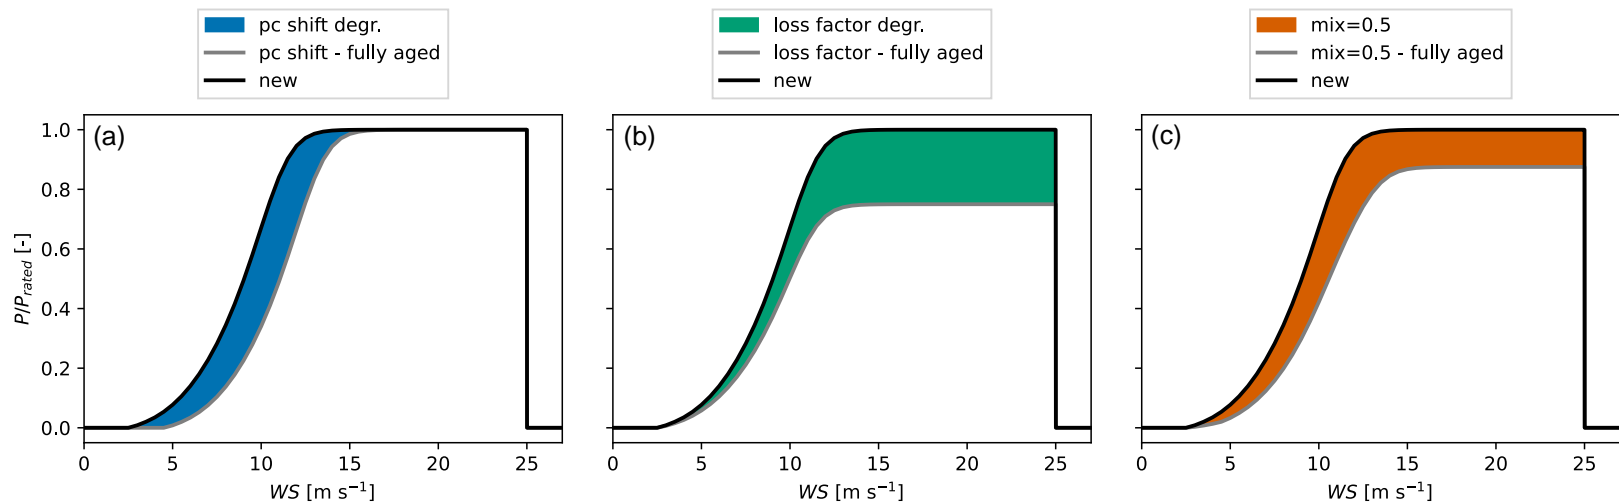 pc shift degr.
pc shift - fully aged
new
loss factor degr.
loss factor - fully aged
new
mix=0.5
mix=0.5 - fully aged
new
(a)
(b)
(c)
P/P_rated [-]
1.0
0.8
0.6
0.4
0.2
0.0
0 5 10 15 20 25
0 5 10 15 20 25
0 5 10 15 20 25
WS [m s⁻¹]
WS [m s⁻¹]
WS [m s⁻¹]